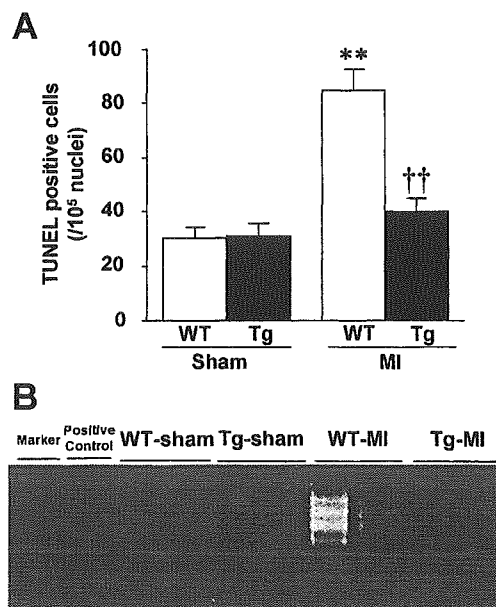 A
TUNEL positive cells
(/10⁵ nuclei)
100
80
60
40
20
0
**
††
WT Tg WT Tg
Sham MI
B
Marker Positive Control WT-sham Tg-sham WT-MI Tg-MI